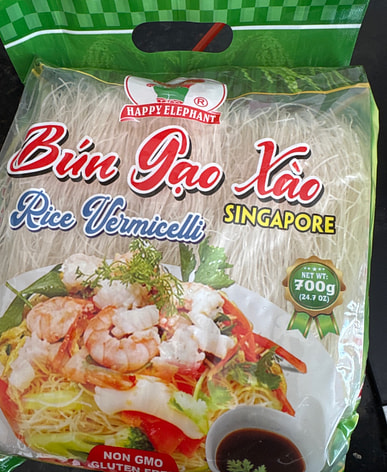 HAPPY ELEPHANT
®
Bún Gạo Xào
Rice Vermicelli
SINGAPORE
NET WT:
700g
(24.7 OZ)
NON GMO
GLUTEN FREE